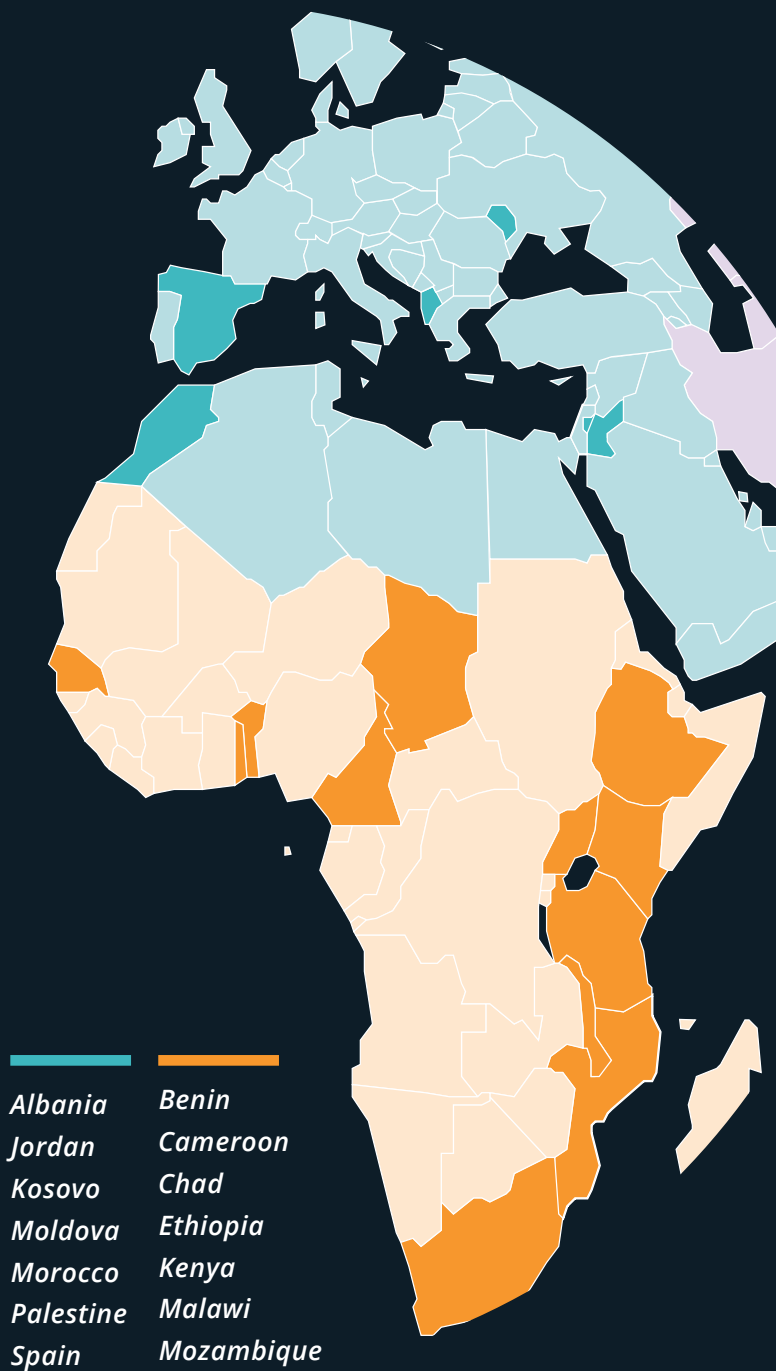 Albania
Jordan
Kosovo
Moldova
Morocco
Palestine
Spain
Benin
Cameroon
Chad
Ethiopia
Kenya
Malawi
Mozambique